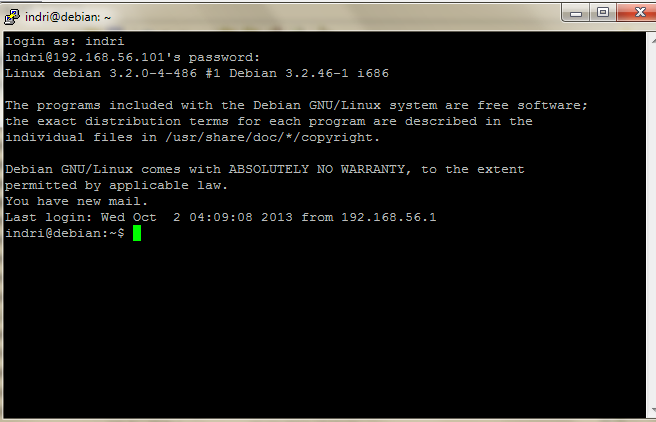 indri@debian: ~
login as: indri
indri@192.168.56.101's password:
Linux debian 3.2.0-4-486 #1 Debian 3.2.46-1 i686
The programs included with the Debian GNU/Linux system are free software;
the exact distribution terms for each program are described in the
individual files in /usr/share/doc/*/copyright.
Debian GNU/Linux comes with ABSOLUTELY NO WARRANTY, to the extent
permitted by applicable law.
You have new mail.
Last login: Wed Oct  2 04:09:08 2013 from 192.168.56.1
indri@debian:~$